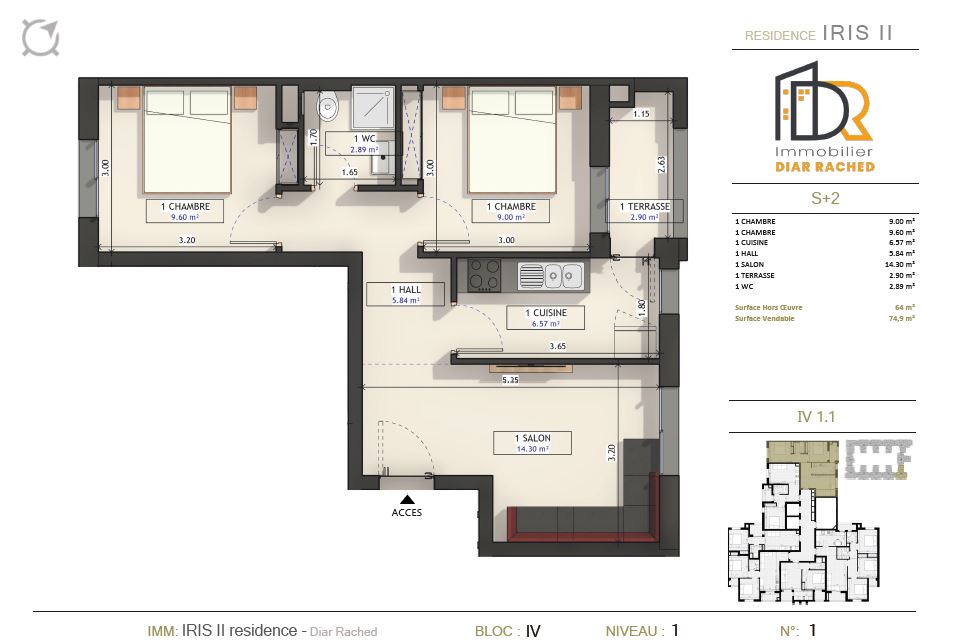 RESIDENCE IRIS II
DR
Immobilier
DIAR RACHED
S+2
1 CHAMBRE 9.00 m²
1 CHAMBRE 9.60 m²
1 CUISINE 6.57 m²
1 HALL 5.84 m²
1 SALON 14.30 m²
1 TERRASSE 2.90 m²
1 WC 2.89 m²
Surface Hors Œuvre 64 m²
Surface Vendable 74,9 m²
IV 1.1
3.00
1 CHAMBRE
9.60 m²
3.20
1.70
1 WC
2.89 m²
1.65
3.00
1 CHAMBRE
9.00 m²
3.00
1.15
2.63
1 TERRASSE
2.90 m²
1 HALL
5.84 m²
1 CUISINE
6.57 m²
1.80
3.65
5.25
1 SALON
14.30 m²
3.20
ACCES
IMM: IRIS II residence - Diar Rached
BLOC : IV
NIVEAU : 1
N°: 1